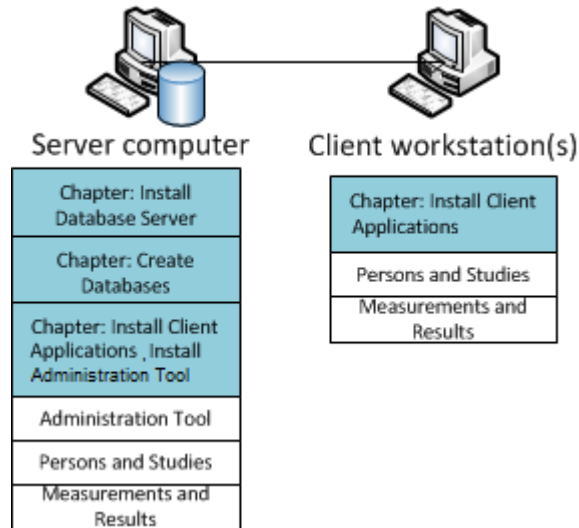 Server computer
Chapter: Install
Database Server
Chapter: Create
Databases
Chapter: Install Client
Applications , Install
Administration Tool
Administration Tool
Persons and Studies
Measurements and
Results
Client workstation(s)
Chapter: Install Client
Applications
Persons and Studies
Measurements and
Results